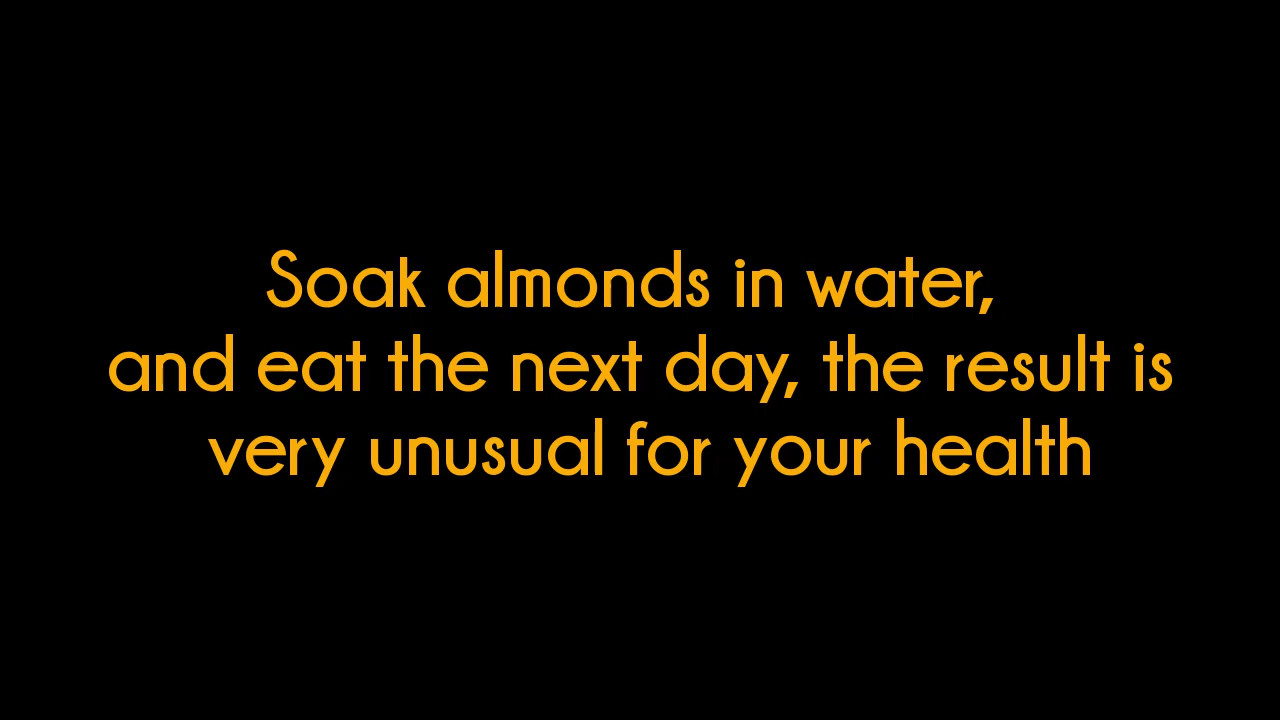 Soak almonds in water,
and eat the next day, the result is
very unusual for your health